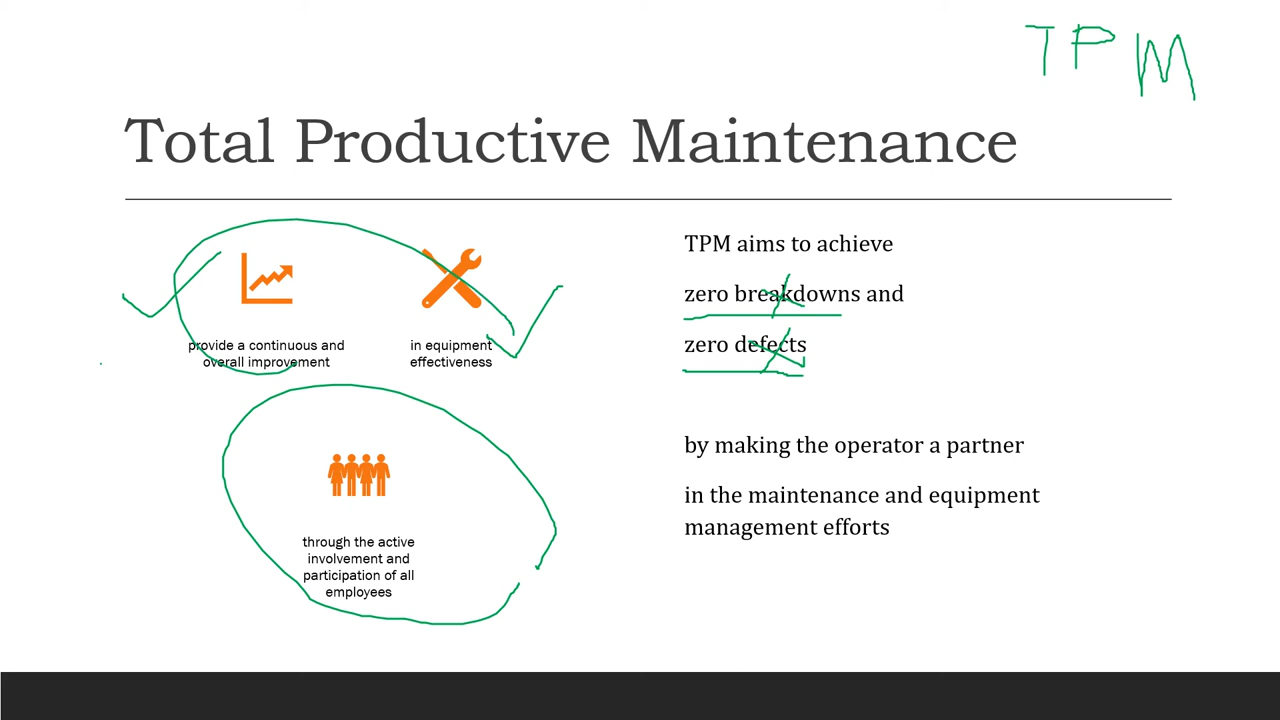 TPM
Total Productive Maintenance
provide a continuous and
overall improvement
in equipment
effectiveness
through the active
involvement and
participation of all
employees
TPM aims to achieve
zero breakdowns and
zero defects
by making the operator a partner
in the maintenance and equipment
management efforts